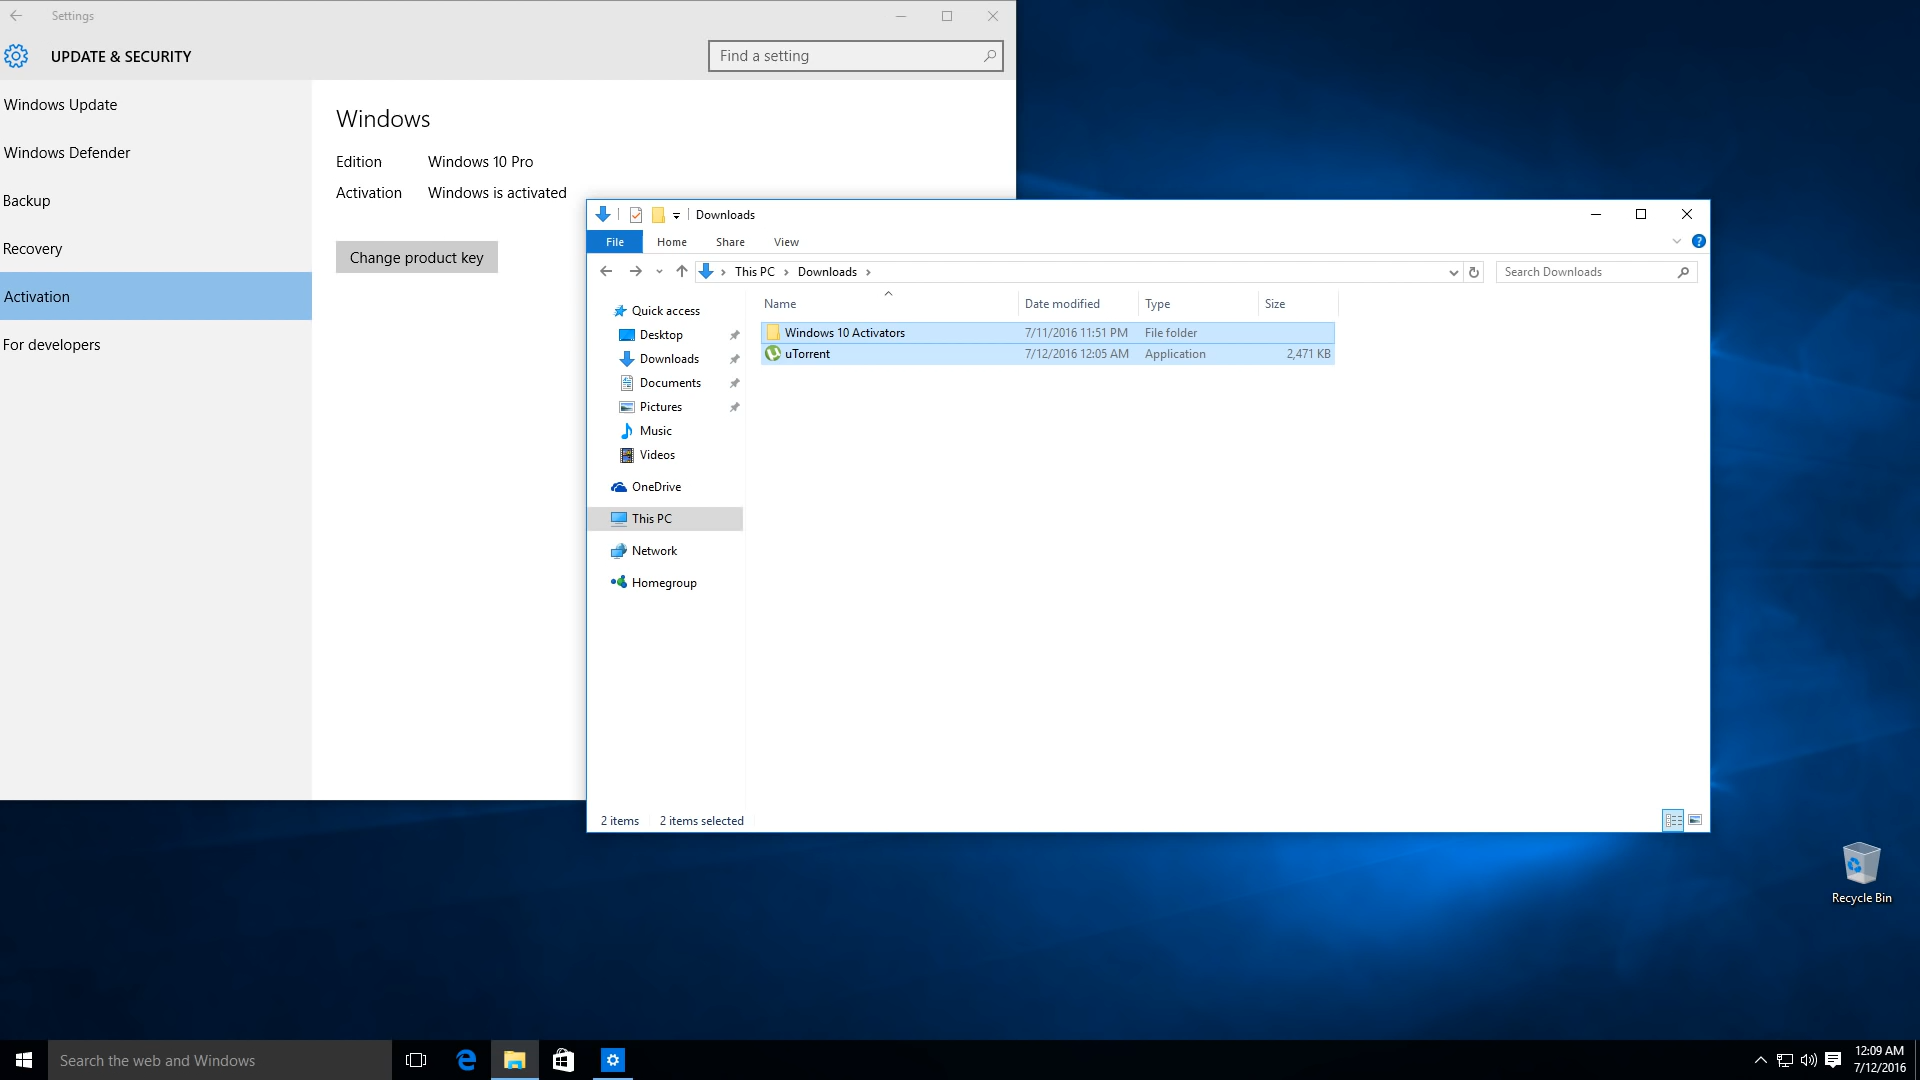 Settings
UPDATE & SECURITY
Find a setting
Windows Update
Windows Defender
Backup
Recovery
Activation
For developers
Windows
Edition Windows 10 Pro
Activation Windows is activated
Change product key
Downloads
File Home Share View
This PC Downloads
Search Downloads
Name Date modified Type Size
Windows 10 Activators 7/11/2016 11:51 PM File folder
uTorrent 7/12/2016 12:05 AM Application 2,471 KB
Quick access
Desktop
Downloads
Documents
Pictures
Music
Videos
OneDrive
This PC
Network
Homegroup
2 items 2 items selected
Recycle Bin
Search the web and Windows
12:09 AM
7/12/2016